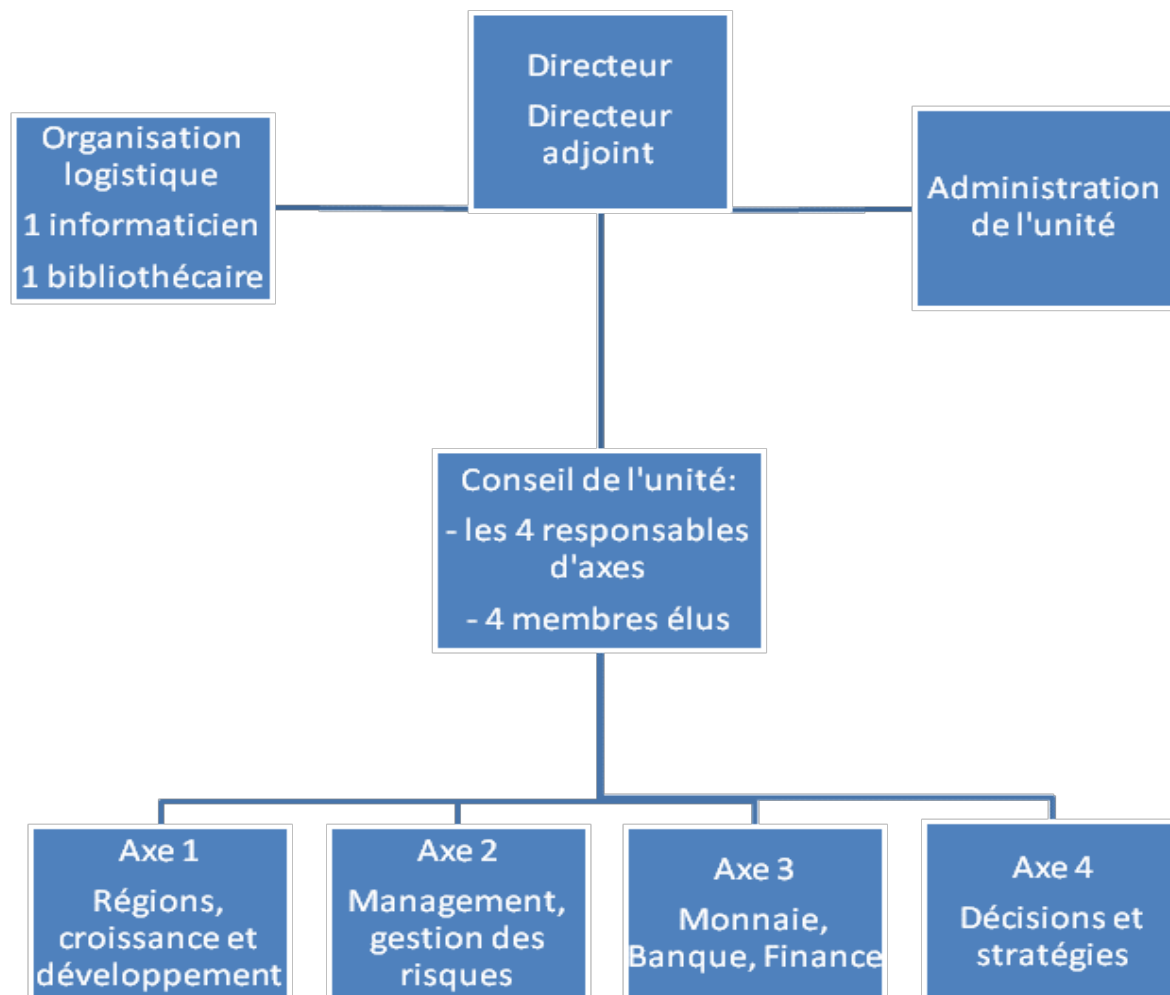 Directeur
Directeur
adjoint
Organisation
logistique
1 informaticien
1 bibliothécaire
Administration
de l'unité
Conseil de l'unité:
- les 4 responsables
d'axes
- 4 membres élus
Axe 1
Régions,
croissance et
développement
Axe 2
Management,
gestion des
risques
Axe 3
Monnaie,
Banque, Finance
Axe 4
Décisions et
stratégies